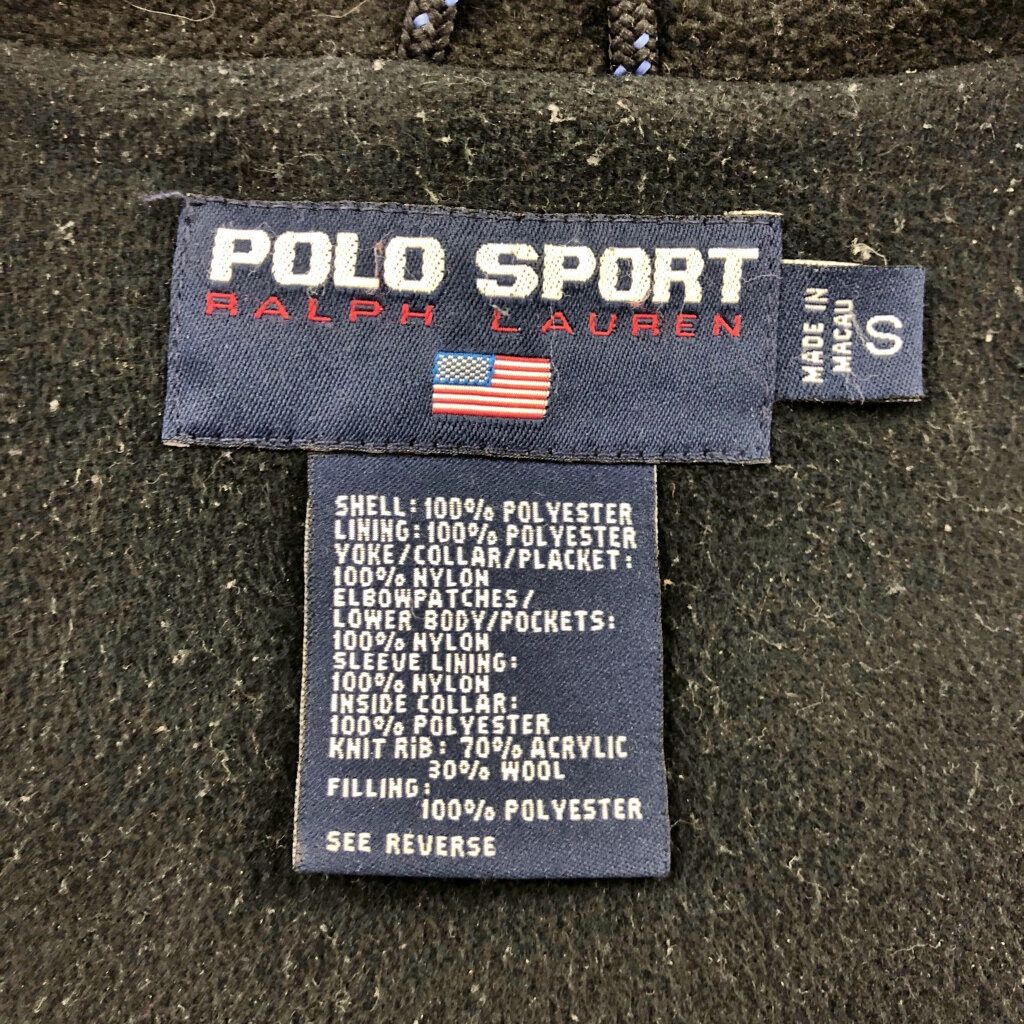 POLO SPORT
RALPH LAUREN
MADE IN
MACAU
S
SHELL: 100% POLYESTER
LINING: 100% POLYESTER
YOKE/COLLAR/PLACKET:
100% NYLON
ELBOWPATCHES/
LOWER BODY/POCKETS:
100% NYLON
SLEEVE LINING:
100% NYLON
INSIDE COLLAR:
100% POLYESTER
KNIT RiB: 70% ACRYLIC
30% WOOL
FILLING:
100% POLYESTER
SEE REVERSE